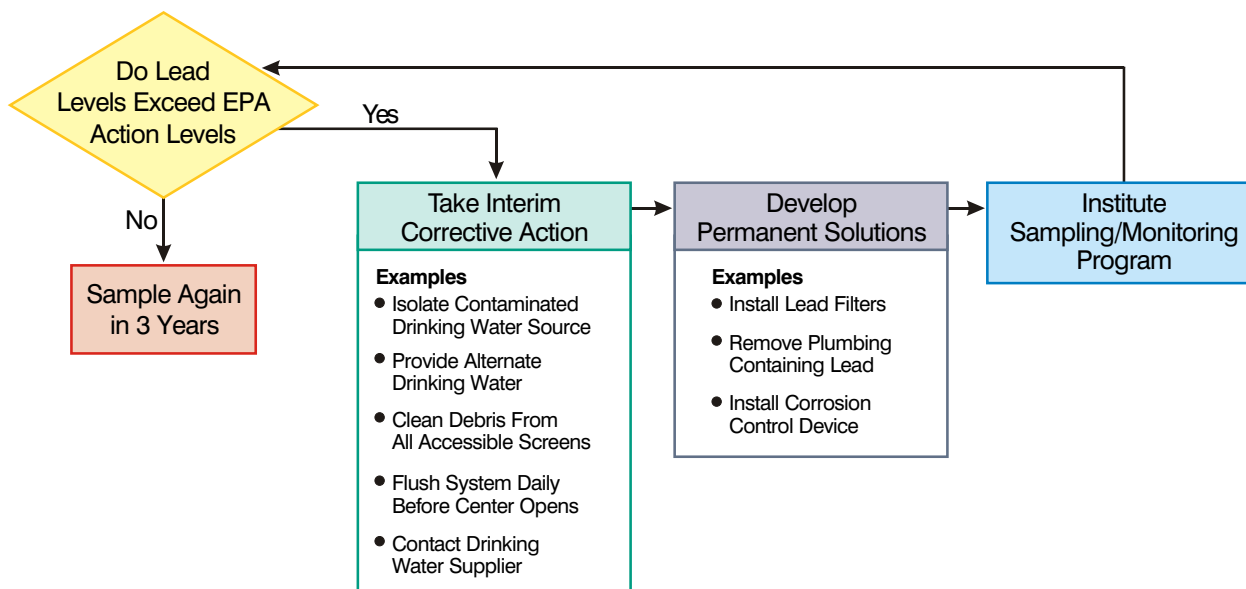 Do Lead
Levels Exceed EPA
Action Levels
Yes
No
Sample Again
in 3 Years
Take Interim
Corrective Action
Examples
● Isolate Contaminated
Drinking Water Source
● Provide Alternate
Drinking Water
● Clean Debris From
All Accessible Screens
● Flush System Daily
Before Center Opens
● Contact Drinking
Water Supplier
Develop
Permanent Solutions
Examples
● Install Lead Filters
● Remove Plumbing
Containing Lead
● Install Corrosion
Control Device
Institute
Sampling/Monitoring
Program